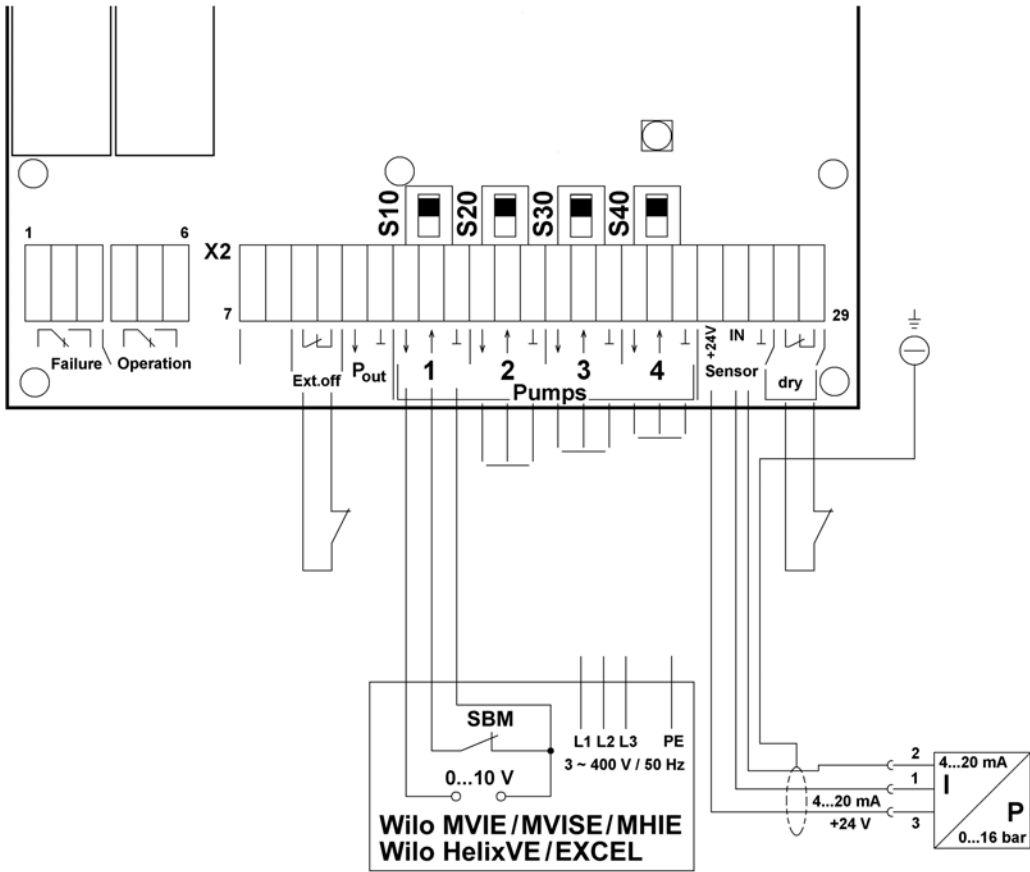 S10 S20 S30 S40
1 6
X2
7 29
Failure Operation
Ext.off
Pout
1 2 3 4
Pumps
+24V IN
Sensor
dry
SBM
0...10 V
L1 L2 L3 PE
3 ~ 400 V / 50 Hz
Wilo MVIE / MVISE / MHIE
Wilo HelixVE / EXCEL
4...20 mA
+24 V
2
1
3
4...20 mA
I
P
0...16 bar